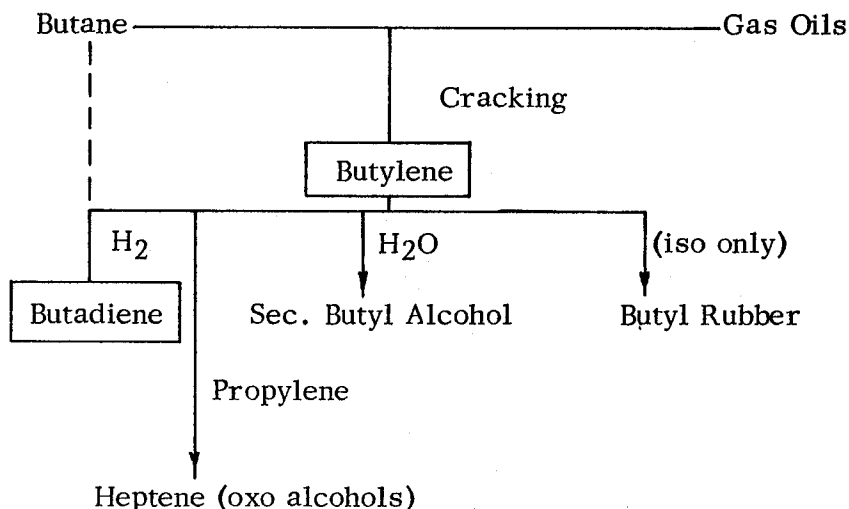 Butane
Gas Oils
Cracking
Butylene
H2
H2O
(iso only)
Butadiene
Sec. Butyl Alcohol
Butyl Rubber
Propylene
Heptene (oxo alcohols)